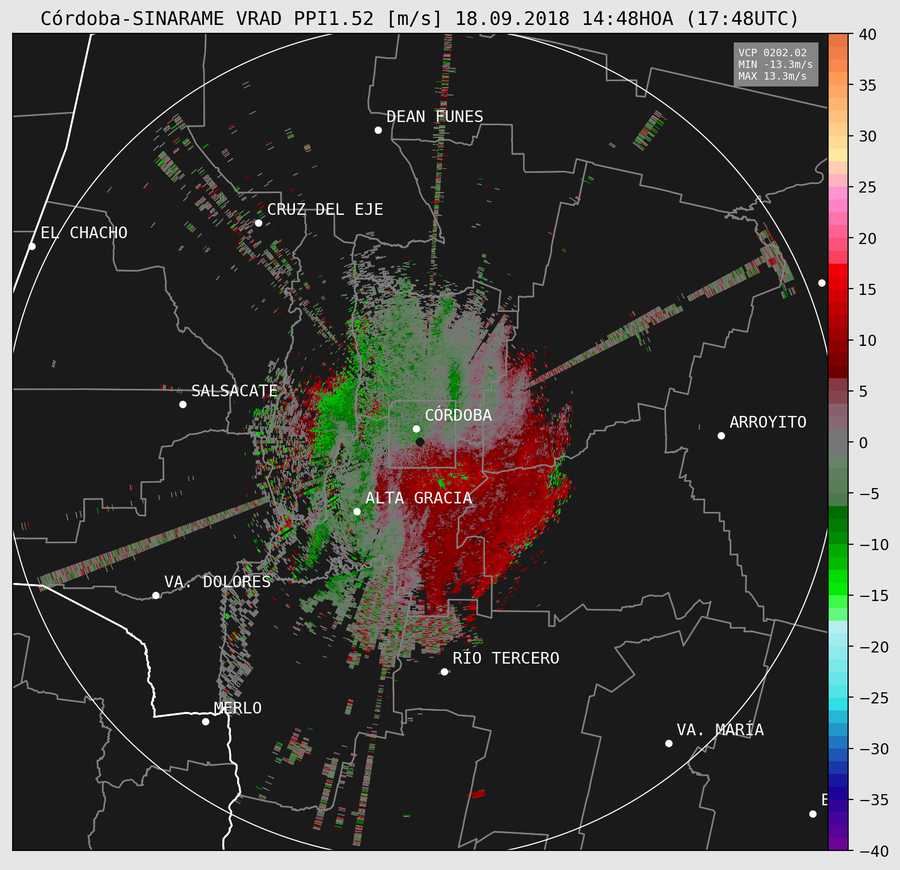 Córdoba-SINARAME VRAD PPI1.52 [m/s] 18.09.2018 14:48HOA (17:48UTC)
VCP 0202.02
MIN -13.3m/s
MAX 13.3m/s
DEAN FUNES
CRUZ DEL EJE
EL CHACHO
SALSACATE
CÓRDOBA
ARROYITO
ALTA GRACIA
VA. DOLORES
RÍO TERCERO
MERLO
VA. MARÍA
40
35
30
25
20
15
10
5
0
−5
−10
−15
−20
−25
−30
−35
−40